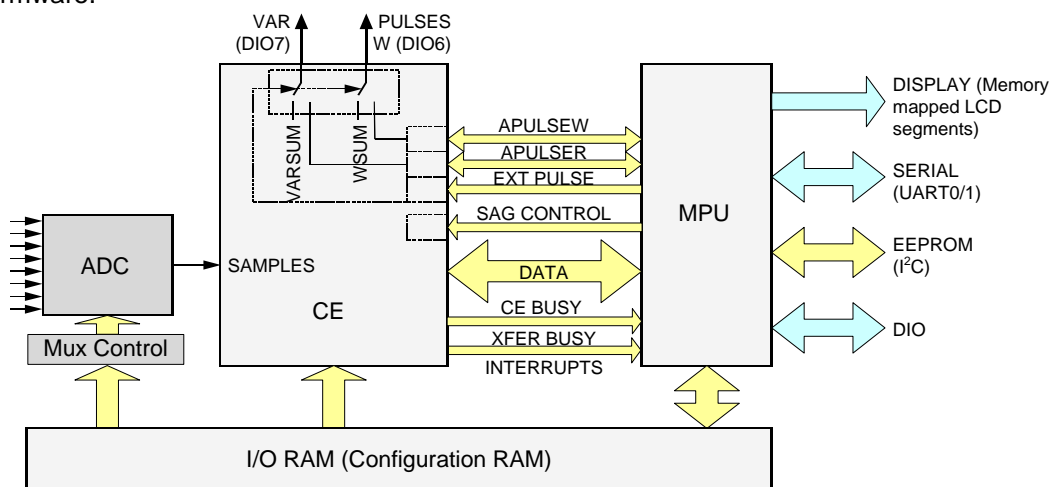 VAR
(DIO7)
PULSES
W (DIO6)
VARSUM
WSUM
APULSEW
APULSER
EXT PULSE
SAG CONTROL
DATA
CE BUSY
XFER BUSY
INTERRUPTS
SAMPLES
CE
ADC
Mux Control
MPU
DISPLAY (Memory
mapped LCD
segments)
SERIAL
(UART0/1)
EEPROM
(I²C)
DIO
I/O RAM (Configuration RAM)